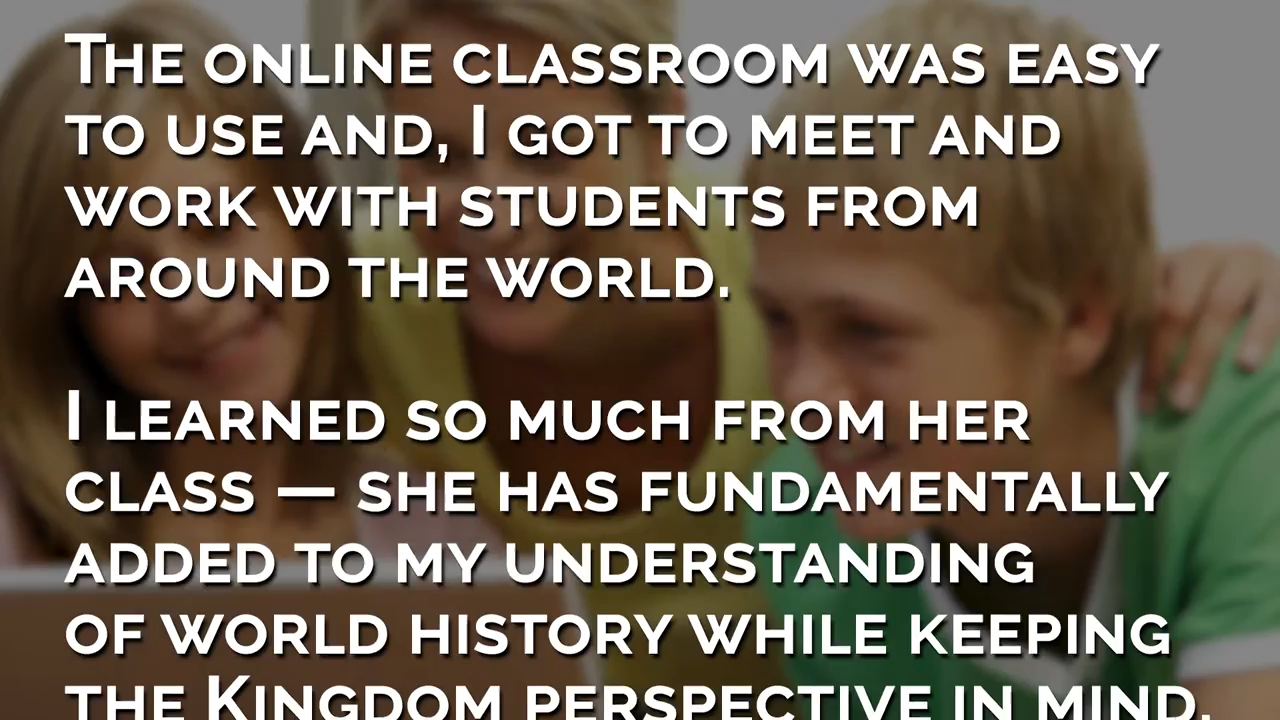 The online classroom was easy
to use and, I got to meet and
work with students from
around the world.
I learned so much from her
class — she has fundamentally
added to my understanding
of world history while keeping
the Kingdom perspective in mind.